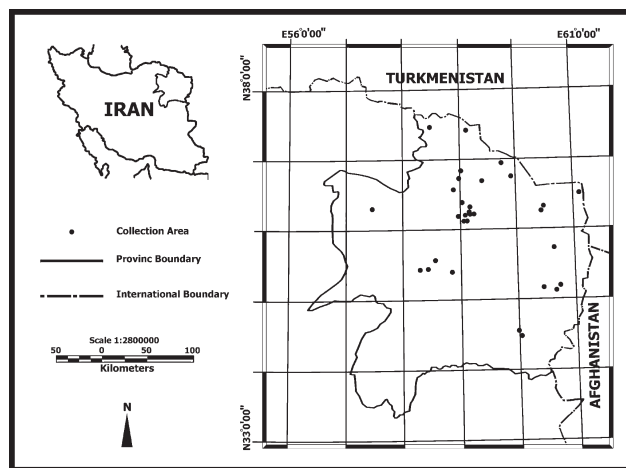 E56°0'00"
E61°0'00"
N38°0'00"
TURKMENISTAN
IRAN
Collection Area
Provinc Boundary
International Boundary
Scale 1:2800000
50 0 50 100
Kilometers
N
AFGHANISTAN
N33°0'00"